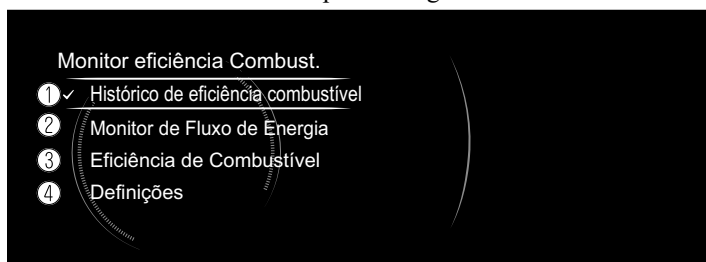 Monitor eficiência Combust.
1 ✓ Histórico de eficiência combustível
2 Monitor de Fluxo de Energia
3 Eficiência de Combustível
4 Definições